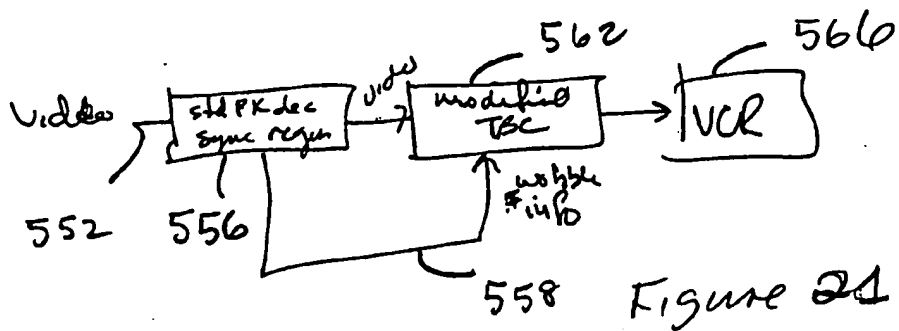 562
566
Video
std PK dec
sync regen
video
modified
TBC
VCR
wobble
info
552
556
558
Figure 21